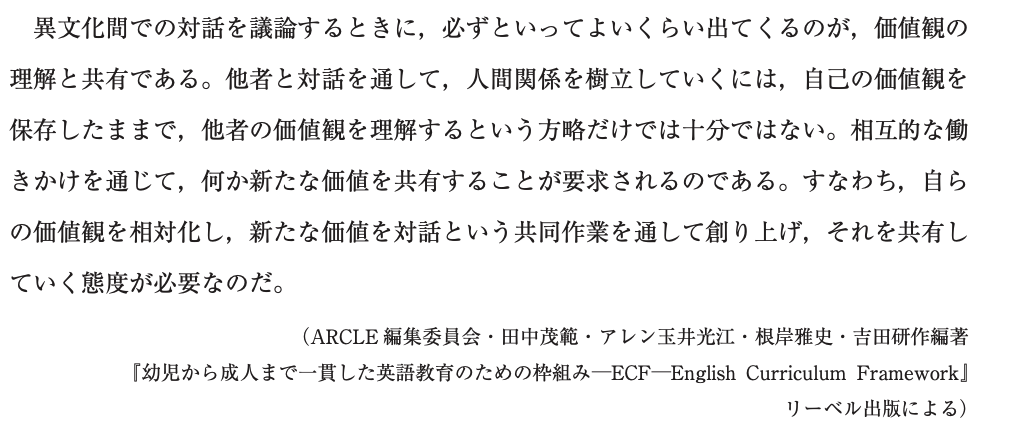 異文化間での対話を議論するときに，必ずといってよいくらい出てくるのが，価値観の
理解と共有である。他者と対話を通して，人間関係を樹立していくには，自己の価値観を
保存したままで，他者の価値観を理解するという方略だけでは十分ではない。相互的な働
きかけを通じて，何か新たな価値を共有することが要求されるのである。すなわち，自ら
の価値観を相対化し，新たな価値を対話という共同作業を通して創り上げ，それを共有し
ていく態度が必要なのだ。
（ARCLE 編集委員会・田中茂範・アレン玉井光江・根岸雅史・吉田研作編著
『幼児から成人まで一貫した英語教育のための枠組み―ECF―English Curriculum Framework』
リーベル出版による）